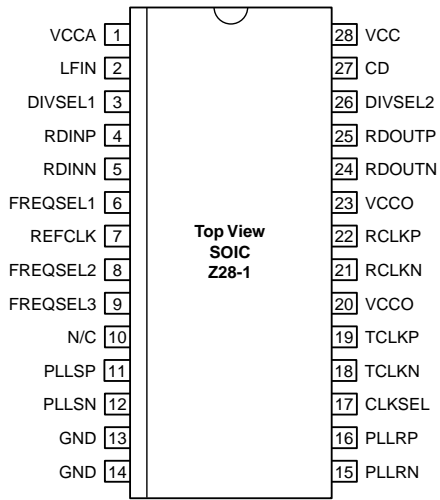 VCCA 1 28 VCC
LFIN 2 27 CD
DIVSEL1 3 26 DIVSEL2
RDINP 4 25 RDOUTP
RDINN 5 24 RDOUTN
FREQSEL1 6 23 VCCO
REFCLK 7 22 RCLKP
FREQSEL2 8 21 RCLKN
FREQSEL3 9 20 VCCO
N/C 10 19 TCLKP
PLLSP 11 18 TCLKN
PLLSN 12 17 CLKSEL
GND 13 16 PLLRP
GND 14 15 PLLRN
Top View
SOIC
Z28-1